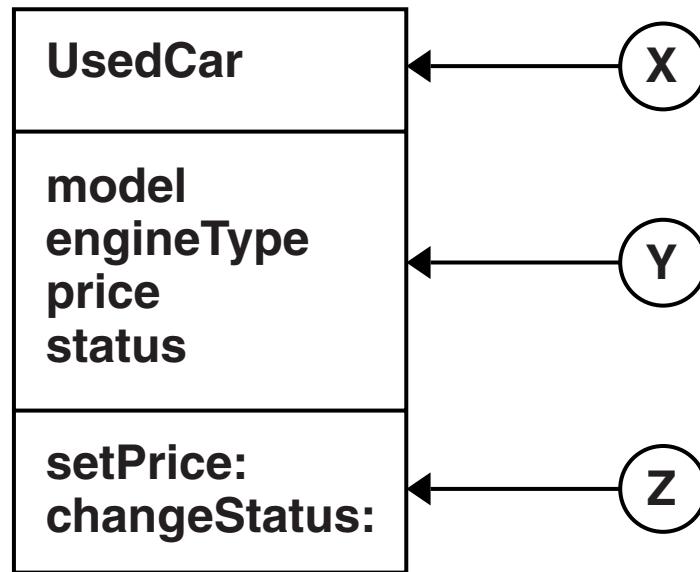 UsedCar
X
model
engineType
price
status
Y
setPrice:
changeStatus:
Z